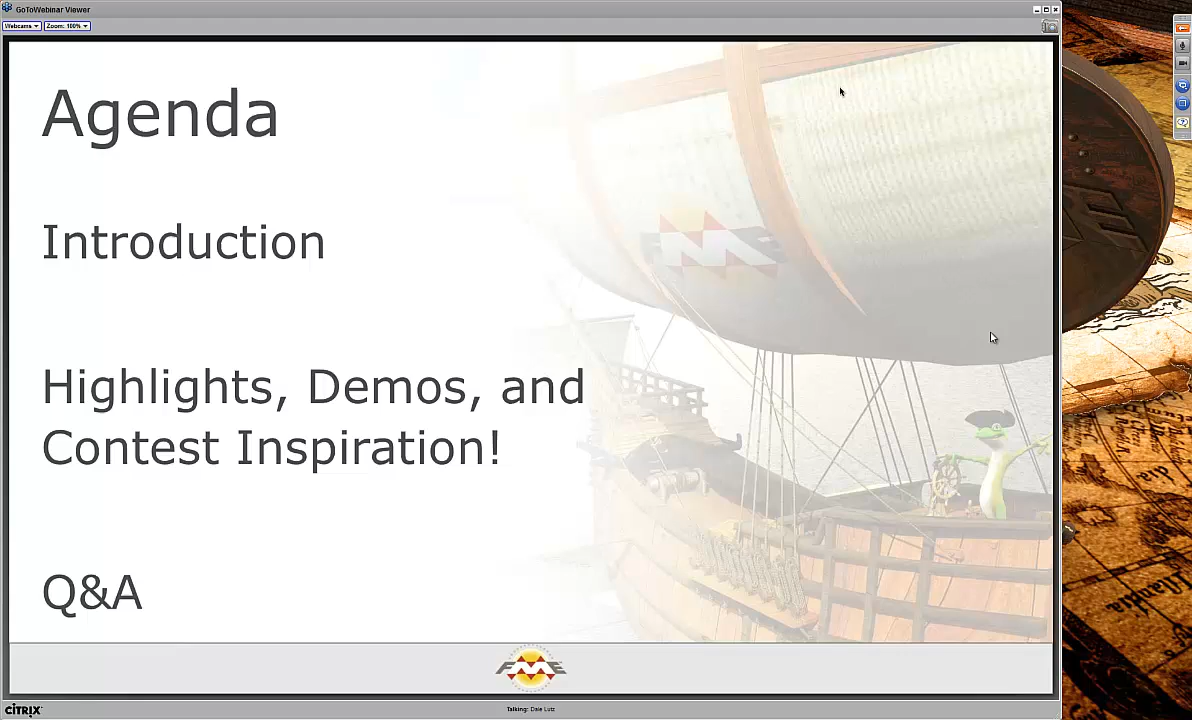 GoToWebinar Viewer
Webcams
Zoom: 100%
Agenda
Introduction
Highlights, Demos, and
Contest Inspiration!
Q&A
FME
CITRIX
Talking: Dale Lutz